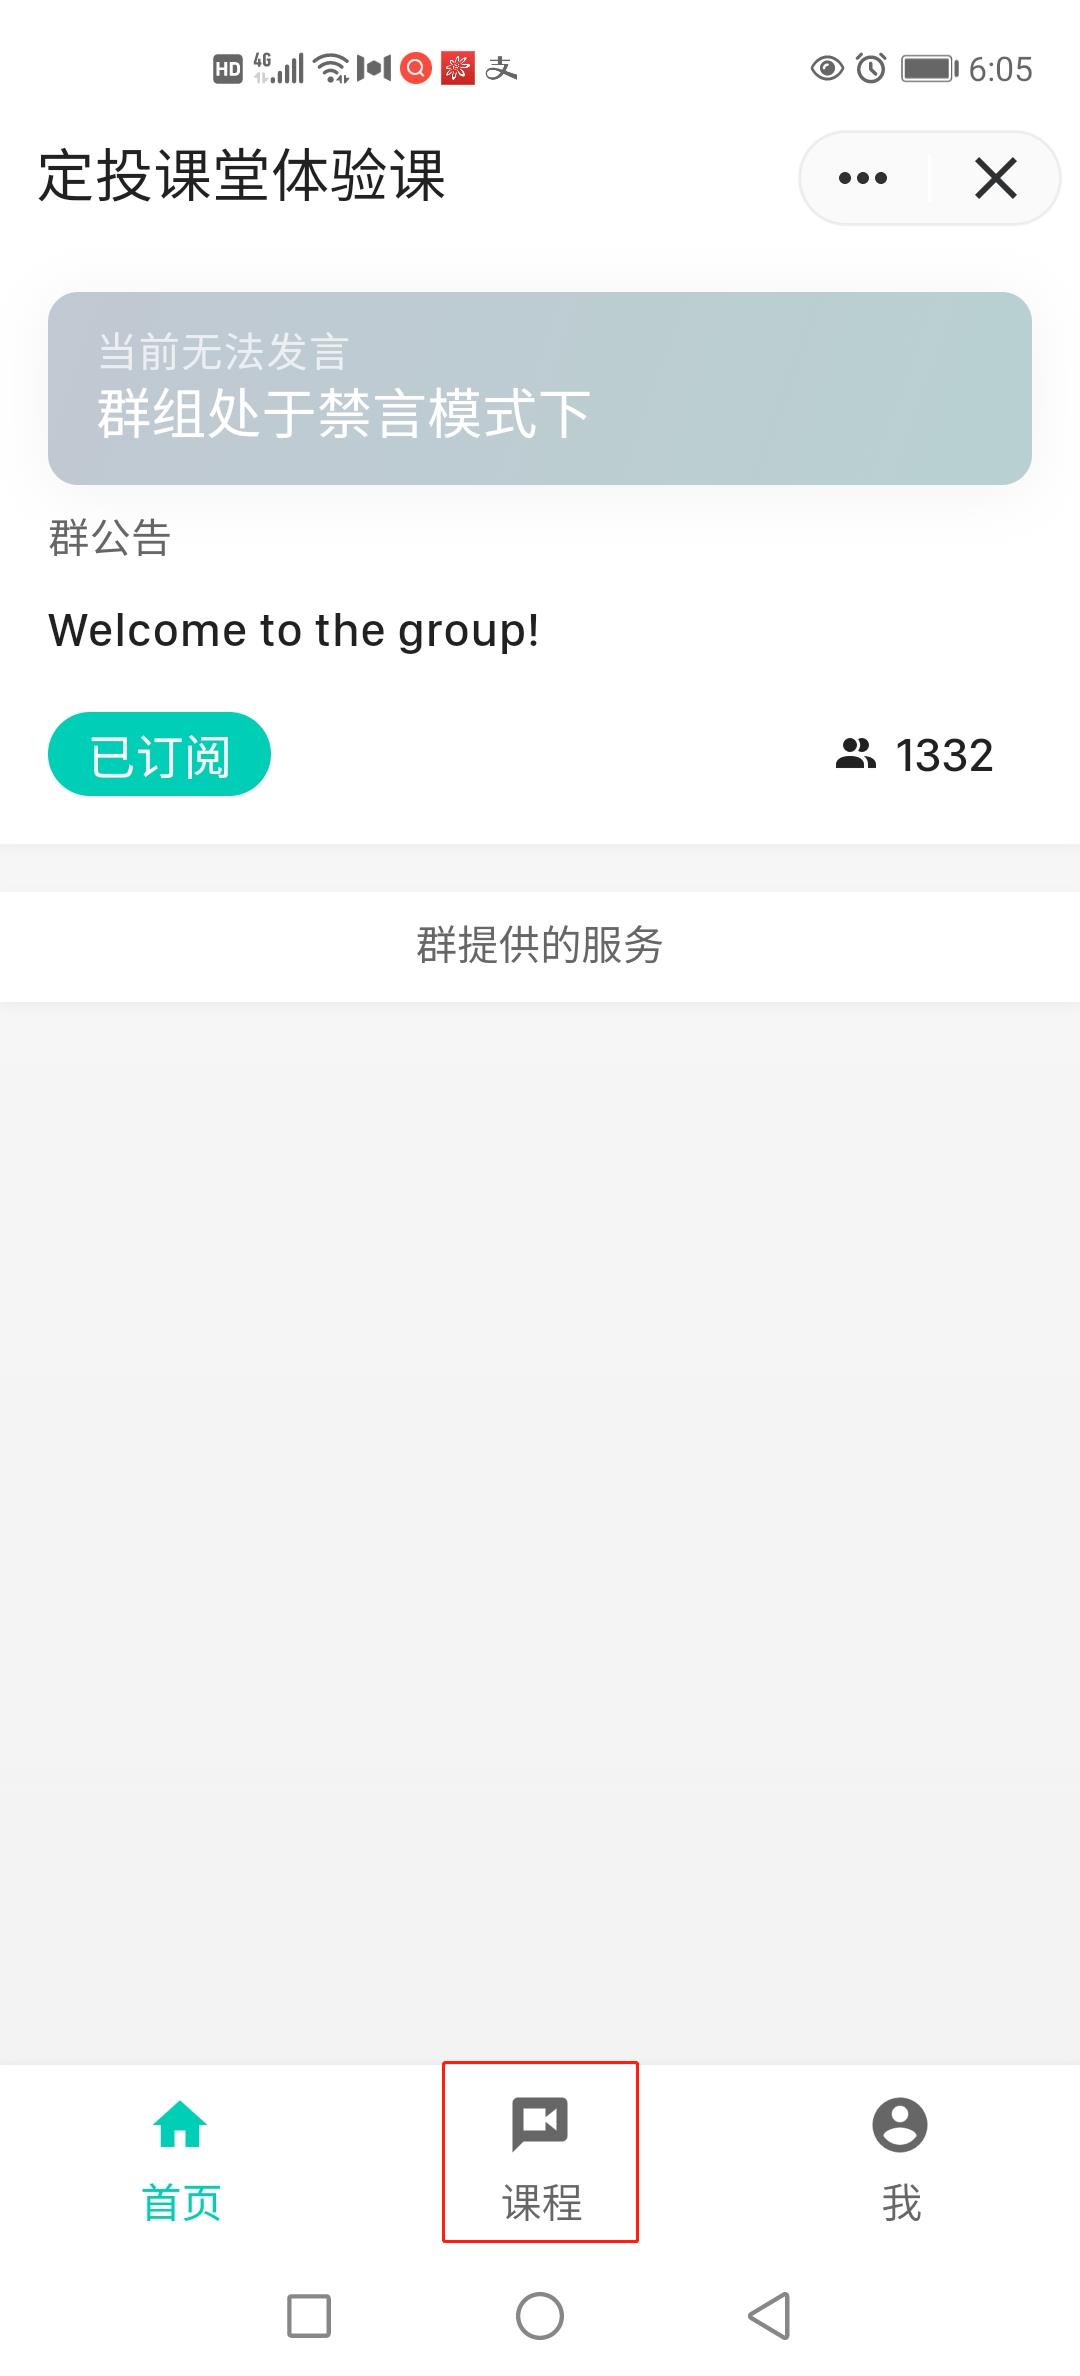 HD 4G 支 6:05
定投课堂体验课
当前无法发言
群组处于禁言模式下
群公告
Welcome to the group!
已订阅 1332
群提供的服务
首页 课程 我